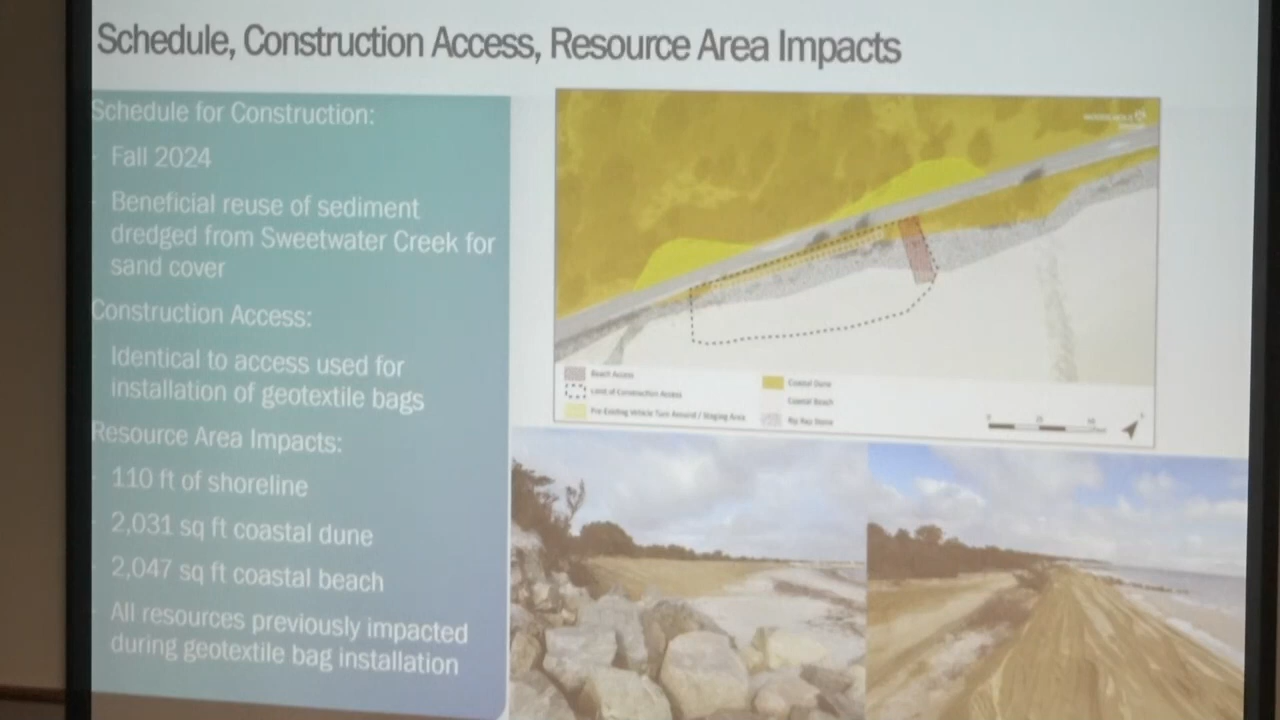 Schedule, Construction Access, Resource Area Impacts
Schedule for Construction:
- Fall 2024
- Beneficial reuse of sediment
dredged from Sweetwater Creek for
sand cover
Construction Access:
- Identical to access used for
installation of geotextile bags
Resource Area Impacts:
- 110 ft of shoreline
- 2,031 sq ft coastal dune
- 2,047 sq ft coastal beach
- All resources previously impacted
during geotextile bag installation
Beach Access
Limit of Construction Access
Pre-Existing Vehicle Turn Around / Staging Area
Coastal Dune
Coastal Beach
Rip Rap Stone
0